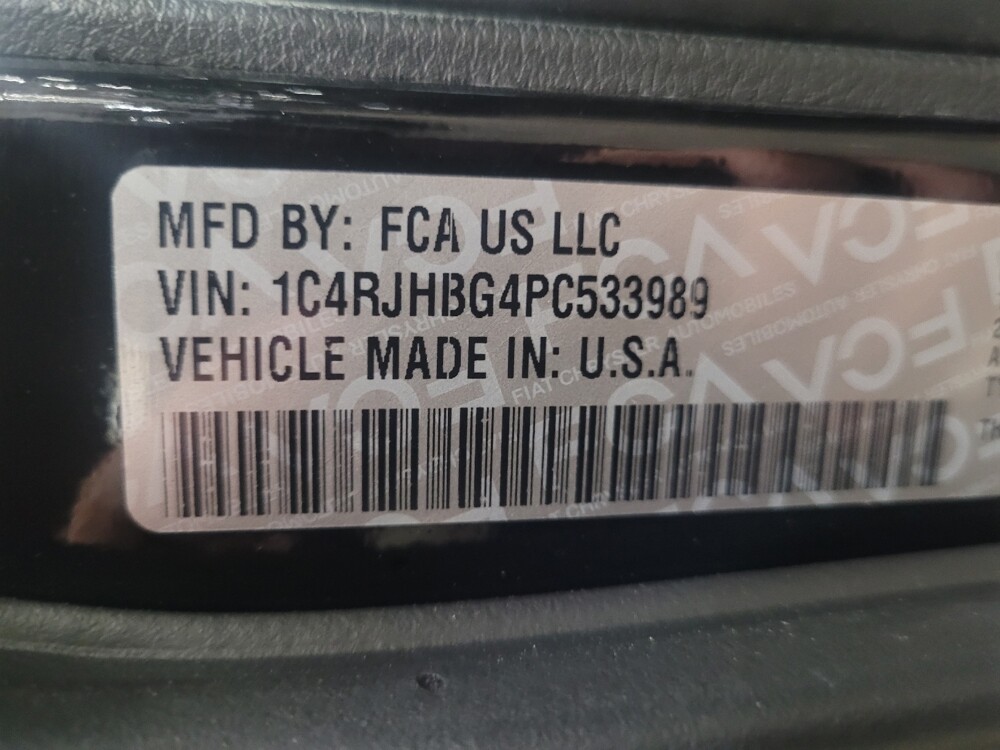 MFD BY: FCA US LLC
VIN: 1C4RJHBG4PC533989
VEHICLE MADE IN: U.S.A.